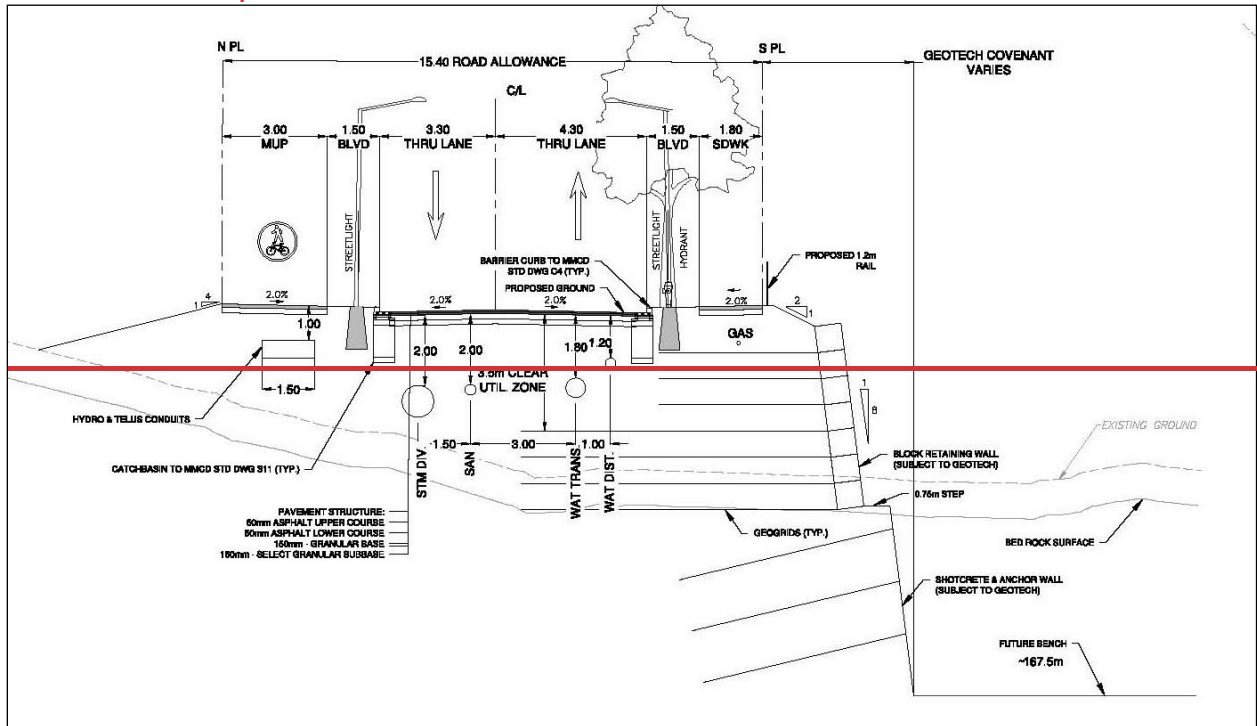 N PL
S PL
15.40 ROAD ALLOWANCE
GEOTECH COVENANT
VARIES
C/L
3.00
MUP
1.50
BLVD
3.30
THRU LANE
4.30
THRU LANE
1.50
BLVD
1.80
SDWK
STREETLIGHT
STREETLIGHT
HYDRANT
BARRIER CURB TO MMCD
STD DWG C4 (TYP.)
PROPOSED GROUND
PROPOSED 1.2m
RAIL
4
1
2.0%
2.0%
2.0%
2.0%
2
1
1.00
2.00
2.00
1.80
1.20
GAS
3.5m CLEAR
UTIL. ZONE
1.50
HYDRO & TELUS CONDUITS
1
8
EXISTING GROUND
1.50
3.00
1.00
CATCHBASIN TO MMCD STD DWG S11 (TYP.)
STM DIV.
SAN
WAT TRANS
WAT DIST.
BLOCK RETAINING WALL
(SUBJECT TO GEOTECH)
0.75m STEP
PAVEMENT STRUCTURE:
50mm ASPHALT UPPER COURSE
50mm ASPHALT LOWER COURSE
150mm - GRANULAR BASE
150mm - SELECT GRANULAR SUBBASE
GEOGRIDS (TYP.)
BED ROCK SURFACE
SHOTCRETE & ANCHOR WALL
(SUBJECT TO GEOTECH)
FUTURE BENCH
~167.5m